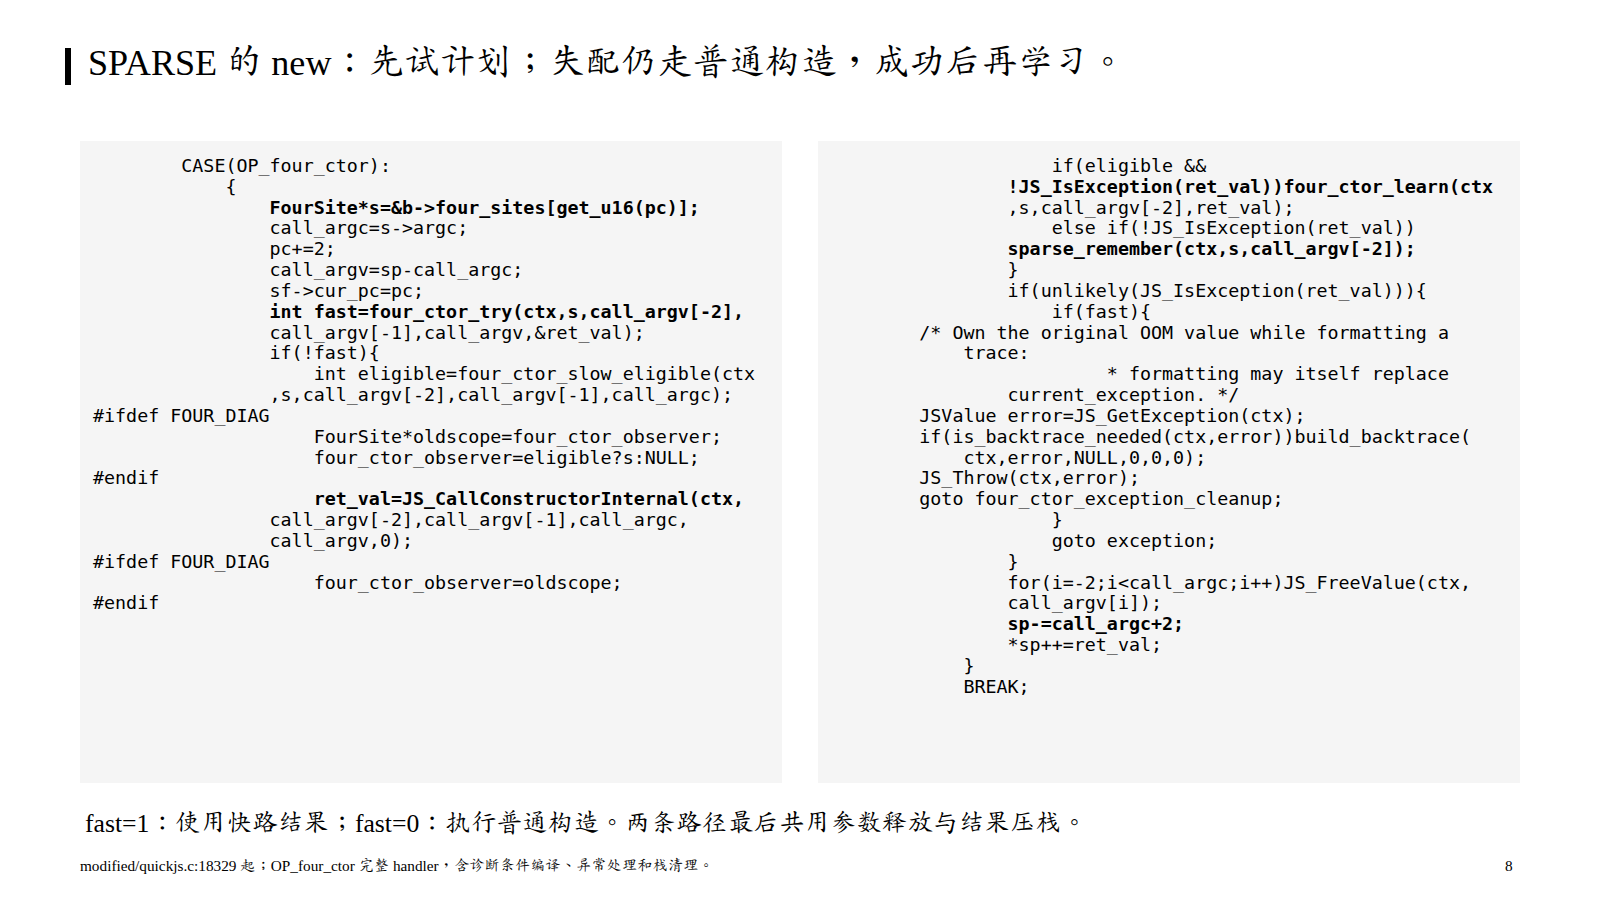 SPARSE 的 new：先试计划；失配仍走普通构造，成功后再学习。
CASE(OP_four_ctor):
{
FourSite*s=&b->four_sites[get_u16(pc)];
call_argc=s->argc;
pc+=2;
call_argv=sp-call_argc;
sf->cur_pc=pc;
int fast=four_ctor_try(ctx,s,call_argv[-2],
call_argv[-1],call_argv,&ret_val);
if(!fast){
int eligible=four_ctor_slow_eligible(ctx
,s,call_argv[-2],call_argv[-1],call_argc);
#ifdef FOUR_DIAG
FourSite*oldscope=four_ctor_observer;
four_ctor_observer=eligible?s:NULL;
#endif
ret_val=JS_CallConstructorInternal(ctx,
call_argv[-2],call_argv[-1],call_argc,
call_argv,0);
#ifdef FOUR_DIAG
four_ctor_observer=oldscope;
#endif
if(eligible &&
!JS_IsException(ret_val))four_ctor_learn(ctx
,s,call_argv[-2],ret_val);
else if(!JS_IsException(ret_val))
sparse_remember(ctx,s,call_argv[-2]);
}
if(unlikely(JS_IsException(ret_val))){
if(fast){
/* Own the original OOM value while formatting a
trace:
* formatting may itself replace
current_exception. */
JSValue error=JS_GetException(ctx);
if(is_backtrace_needed(ctx,error))build_backtrace(
ctx,error,NULL,0,0,0);
JS_Throw(ctx,error);
goto four_ctor_exception_cleanup;
}
goto exception;
}
for(i=-2;i<call_argc;i++)JS_FreeValue(ctx,
call_argv[i]);
sp-=call_argc+2;
*sp++=ret_val;
}
BREAK;
fast=1：使用快路结果；fast=0：执行普通构造。两条路径最后共用参数释放与结果压栈。
modified/quickjs.c:18329 起；OP_four_ctor 完整 handler，含诊断条件编译、异常处理和栈清理。
8